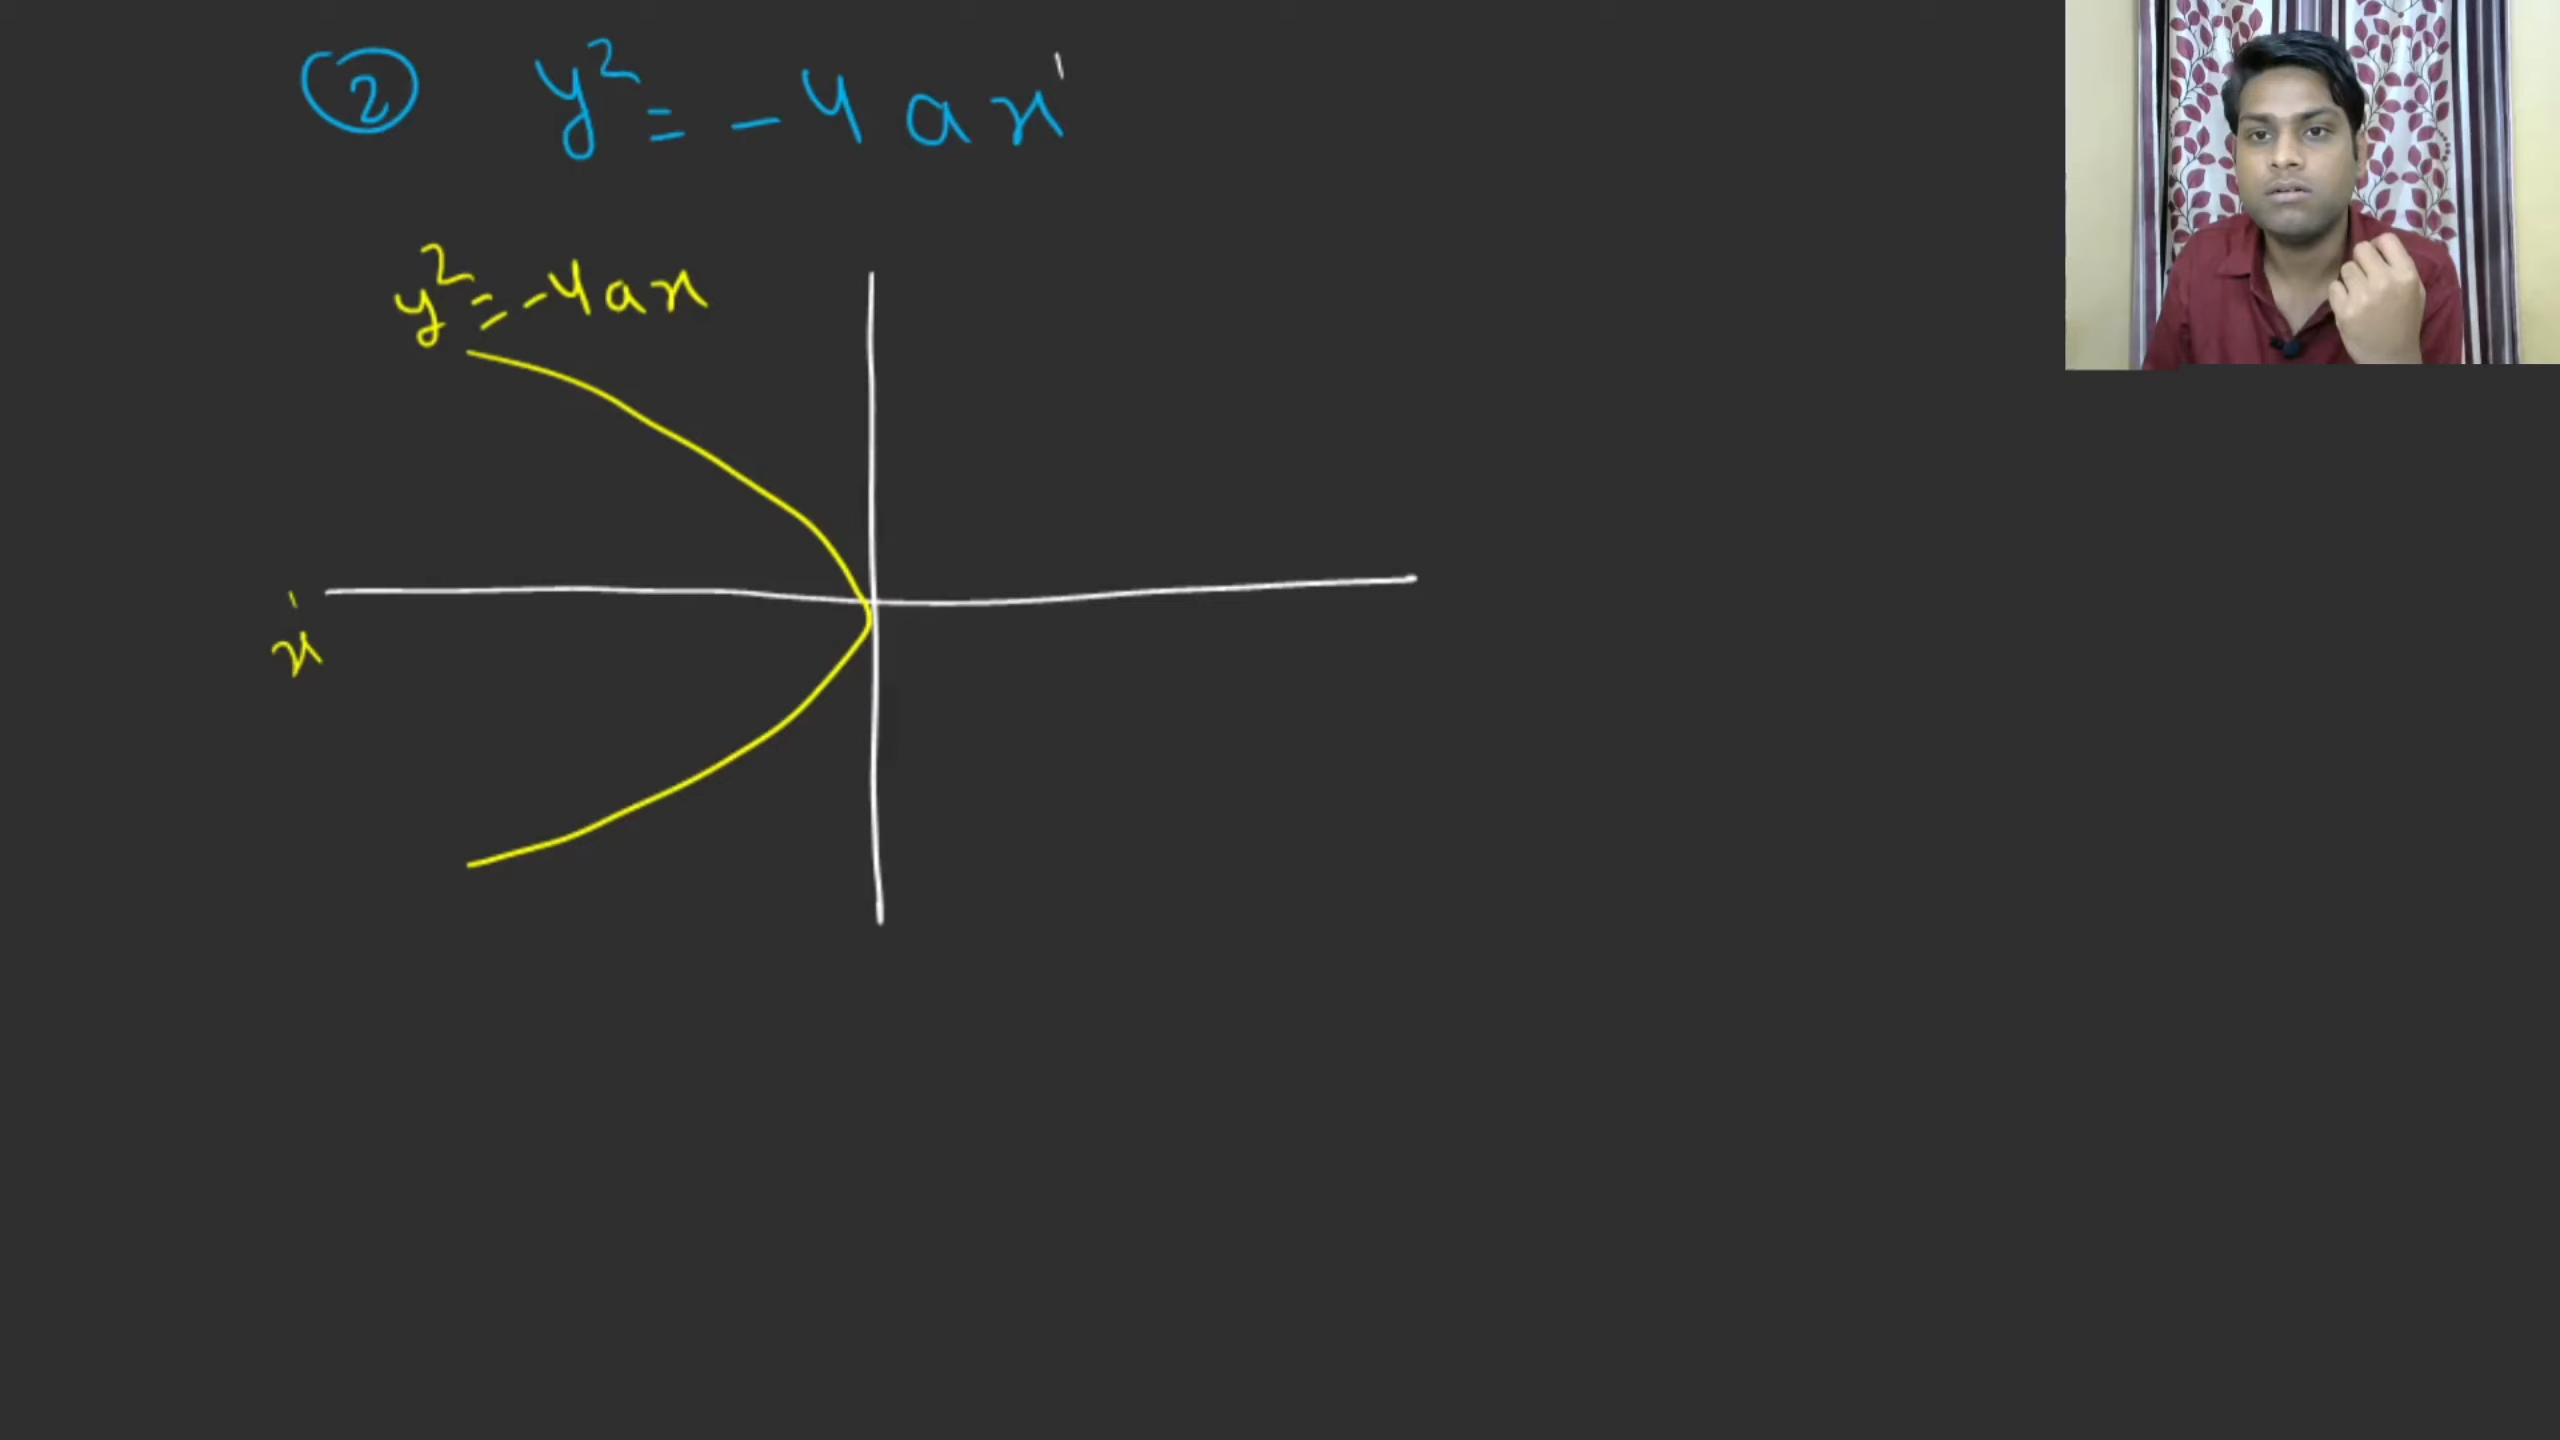 ② y² = -4ax'
y² = -4ax
x'